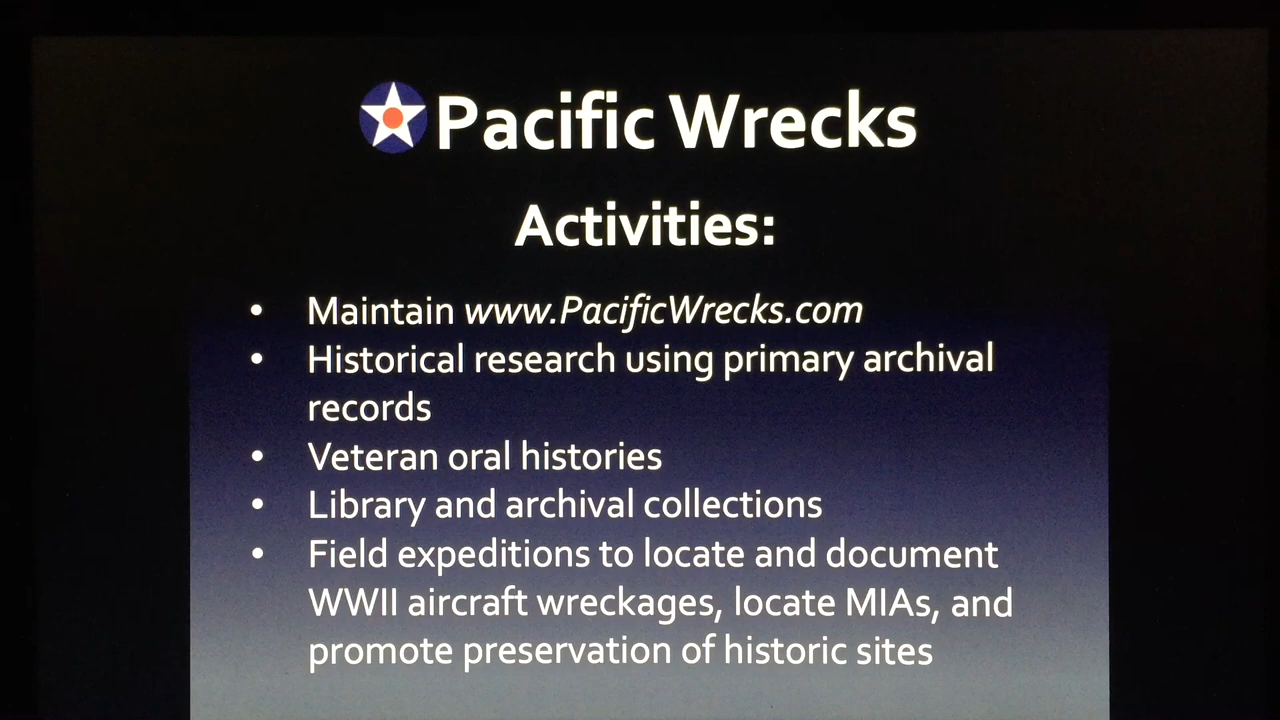 Pacific Wrecks
Activities:
• Maintain www.PacificWrecks.com
• Historical research using primary archival
records
• Veteran oral histories
• Library and archival collections
• Field expeditions to locate and document
WWII aircraft wreckages, locate MIAs, and
promote preservation of historic sites